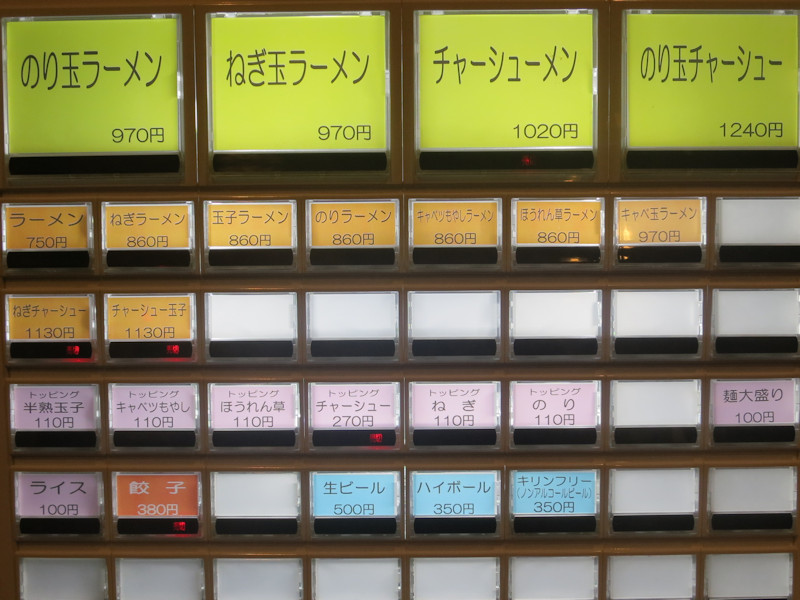 のり玉ラーメン
970円
ねぎ玉ラーメン
970円
チャーシューメン
1020円
のり玉チャーシュー
1240円
ラーメン
750円
ねぎラーメン
860円
玉子ラーメン
860円
のりラーメン
860円
キャベツもやしラーメン
860円
ほうれん草ラーメン
860円
キャベ玉ラーメン
970円
ねぎチャーシュー
1130円
チャーシュー玉子
1130円
トッピング
半熟玉子
110円
トッピング
キャベツもやし
110円
トッピング
ほうれん草
110円
トッピング
チャーシュー
270円
トッピング
ねぎ
110円
トッピング
のり
110円
麺大盛り
100円
ライス
100円
餃子
380円
生ビール
500円
ハイボール
350円
キリンフリー
(ノンアルコールビール)
350円